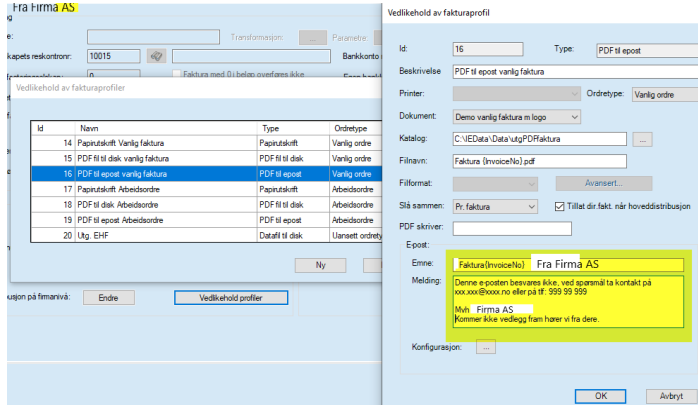 Fra Firma AS
Transformasjon:
...
Parametre:
kapets reskontronr:
10015
Bankkonto
Faktura med 0 i beløp overføres ikke
Vedlikehold av fakturaprofiler
Id Navn Type Ordretype
14 Papirutskrift Vanlig faktura Papirutskrift Vanlig ordre
15 PDF fil til disk vanlig faktura PDF fil til disk Vanlig ordre
16 PDF til epost vanlig faktura PDF til epost Vanlig ordre
17 Papirutskrift Arbeidsordre Papirutskrift Arbeidsordre
18 PDF til disk Arbeidsordre PDF fil til disk Arbeidsordre
19 PDF til epost Arbeidsordre PDF til epost Arbeidsordre
20 Utg. EHF Datafil til disk Uansett ordrety
Ny
usjon på firmanivå:
Endre
Vedlikehold profiler
Vedlikehold av fakturaprofil
Id: 16 Type: PDF til epost
Beskrivelse PDF til epost vanlig faktura
Printer: Ordretype: Vanlig ordre
Dokument: Demo vanlig faktura m logo
Katalog: C:\IEData\Data\utgPDFfaktura ...
Filnavn: Faktura {InvoiceNo}.pdf
Filformat: Avansert...
Slå sammen: Pr. faktura Tillat dir.fakt. når hoveddistribusjon
PDF skriver:
E-post:
Emne: Faktura{InvoiceNo} Fra Firma AS
Melding: Denne e-posten besvares ikke, ved spørsmål ta kontakt på
xxx.xxx@xxxx.no eller på tlf: 999 99 999
Mvh Firma AS
Kommer ikke vedlegg fram hører vi fra dere.
Konfigurasjon: ...
OK Avbryt